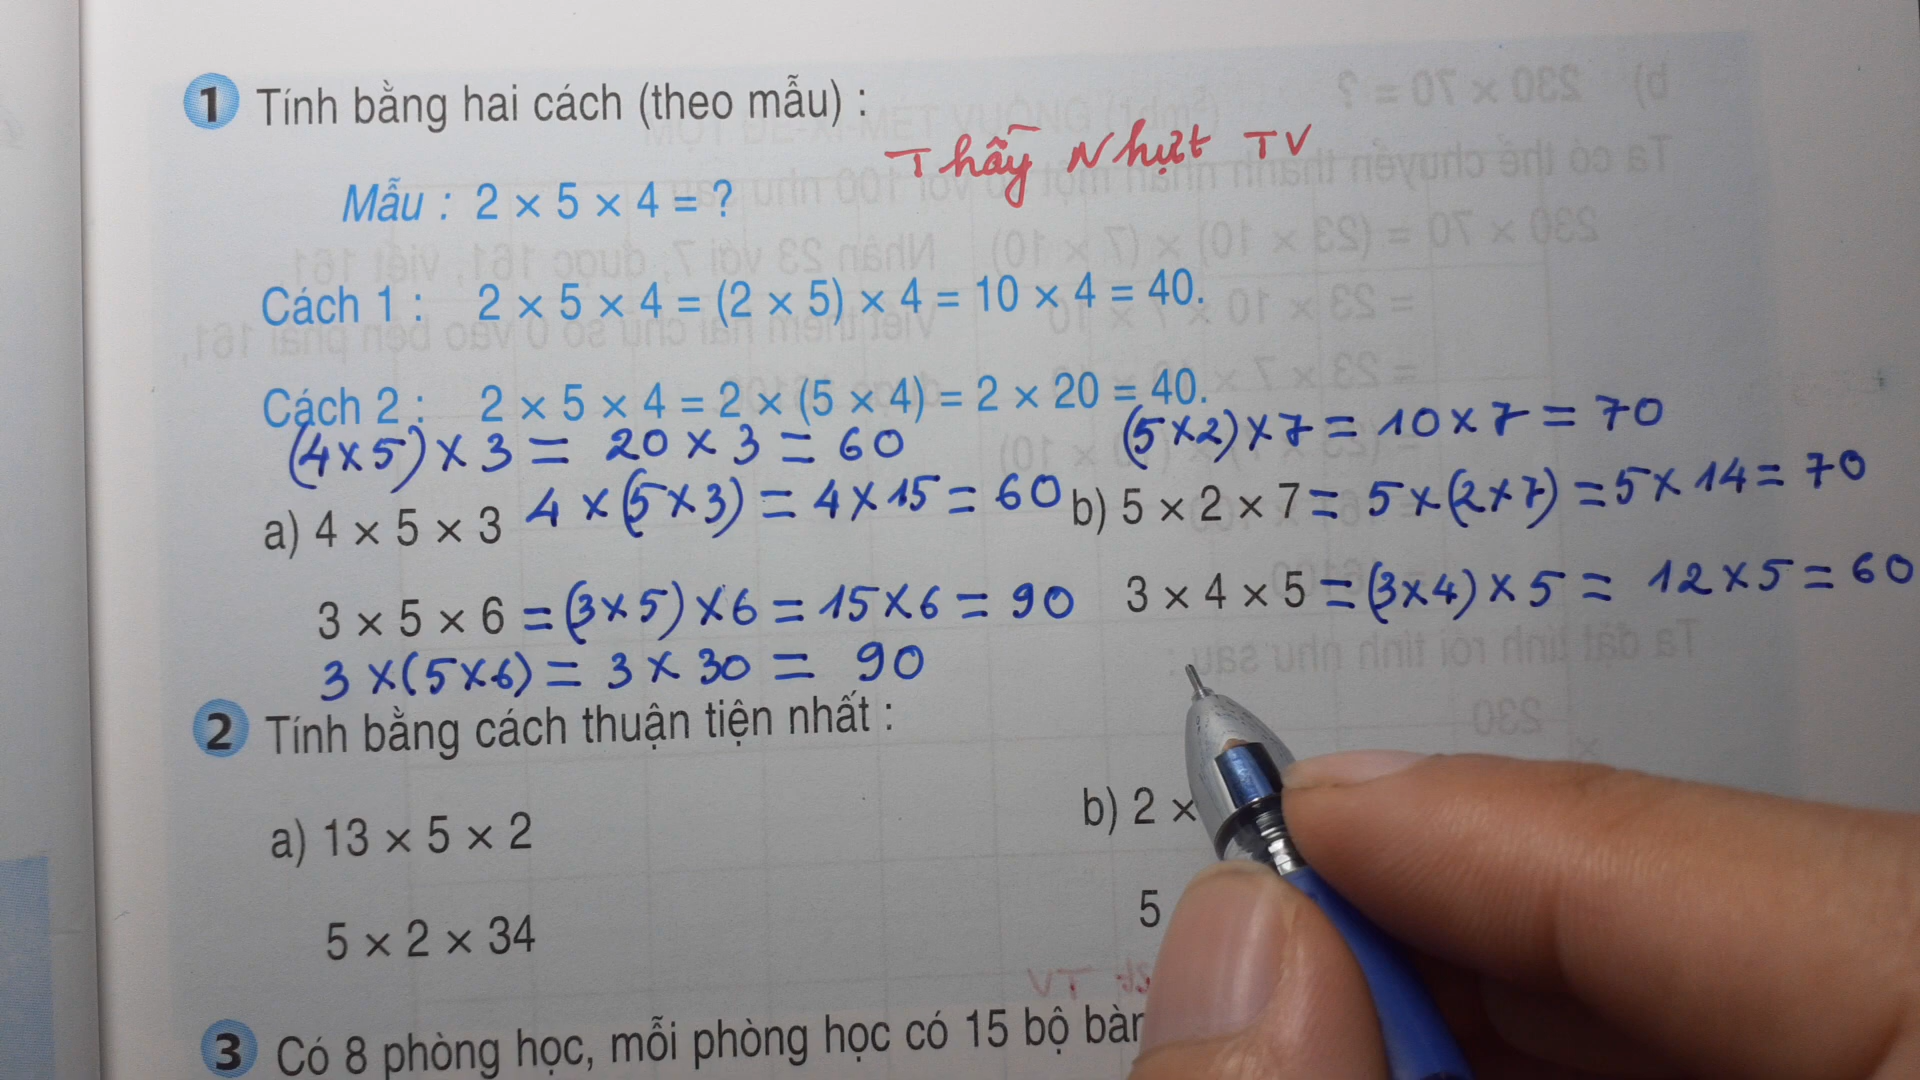 1 Tính bằng hai cách (theo mẫu) :
Thầy Nhựt TV
Mẫu : 2 × 5 × 4 = ?
Cách 1 : 2 × 5 × 4 = (2 × 5) × 4 = 10 × 4 = 40.
Cách 2 : 2 × 5 × 4 = 2 × (5 × 4) = 2 × 20 = 40.
(4×5) × 3 = 20 × 3 = 60
(5×2) × 7 = 10 × 7 = 70
a) 4 × 5 × 3 4 × (5 × 3) = 4 × 15 = 60
b) 5 × 2 × 7 = 5 × (2×7) = 5 × 14 = 70
3 × 5 × 6 = (3×5) × 6 = 15 × 6 = 90
3 × 4 × 5 = (3×4) × 5 = 12 × 5 = 60
3 × (5×6) = 3 × 30 = 90
2 Tính bằng cách thuận tiện nhất :
a) 13 × 5 × 2
b) 2 ×
5 × 2 × 34
5
3 Có 8 phòng học, mỗi phòng học có 15 bộ bàn